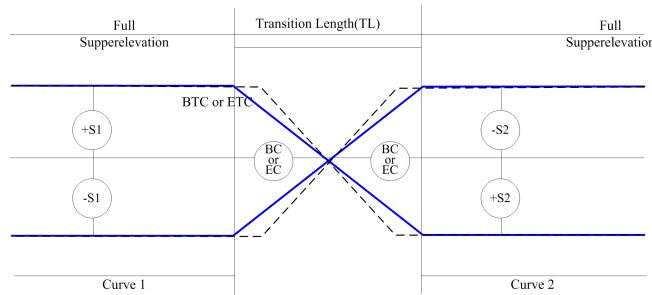 Full
Supperelevation
Transition Length(TL)
Full
Supperelevation
BTC or ETC
+S1
-S2
BC
or
EC
BC
or
EC
-S1
+S2
Curve 1
Curve 2